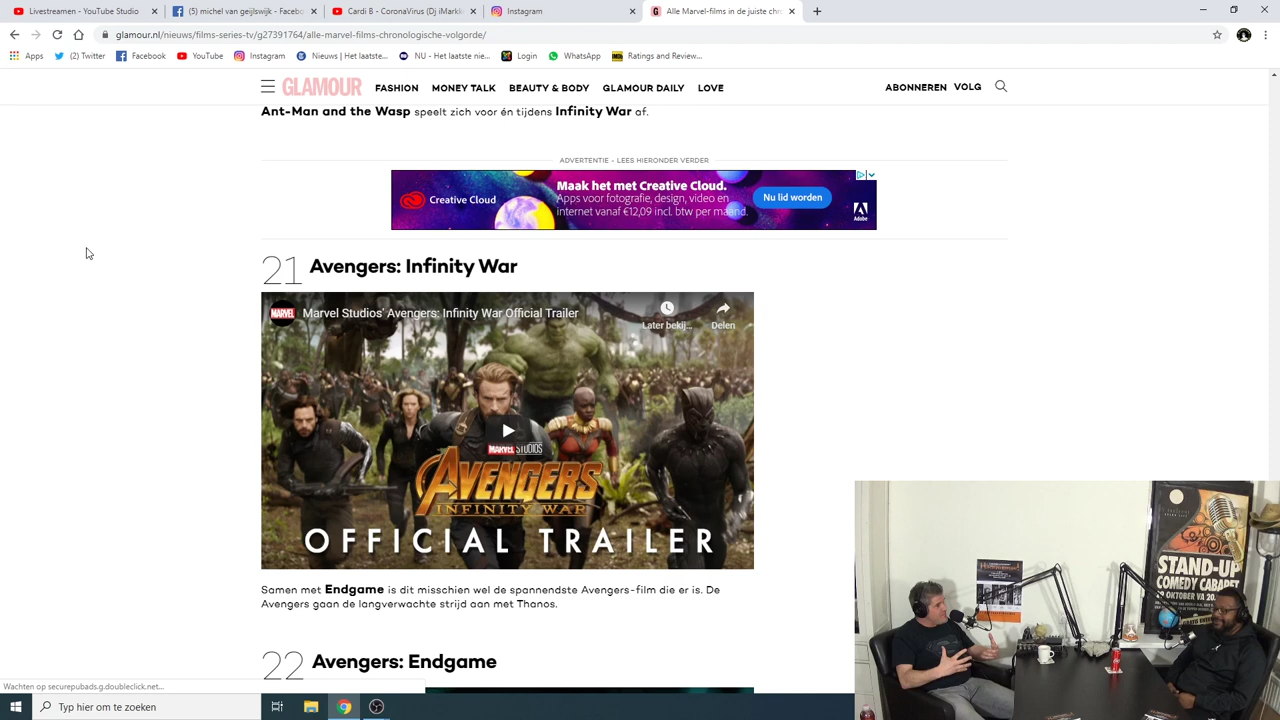 Livestreamen - YouTube Studio
(5) michel van geijswijk - Facebo
Cardi B - CoronaVirus (Dj iMarkk
Instagram
Alle Marvel-films in de juiste chro
glamour.nl/nieuws/films-series-tv/g27391764/alle-marvel-films-chronologische-volgorde/
Apps
(2) Twitter
Facebook
YouTube
Instagram
Nieuws | Het laatste...
NU - Het laatste nie...
Login
WhatsApp
Ratings and Review...
GLAMOUR
FASHION
MONEY TALK
BEAUTY & BODY
GLAMOUR DAILY
LOVE
ABONNEREN
VOLG
Ant-Man and the Wasp speelt zich voor én tijdens Infinity War af.
ADVERTENTIE - LEES HIERONDER VERDER
Creative Cloud
Maak het met Creative Cloud.
Apps voor fotografie, design, video en
internet vanaf €12,09 incl. btw per maand.
Nu lid worden
Adobe
21 Avengers: Infinity War
MARVEL
Marvel Studios' Avengers: Infinity War Official Trailer
Later bekij...
Delen
MARVEL STUDIOS
AVENGERS
INFINITY WAR
OFFICIAL TRAILER
Samen met Endgame is dit misschien wel de spannendste Avengers-film die er is. De
Avengers gaan de langverwachte strijd aan met Thanos.
22 Avengers: Endgame
Wachten op securepubads.g.doubleclick.net...
Typ hier om te zoeken
STAND-UP
COMEDY CABARET